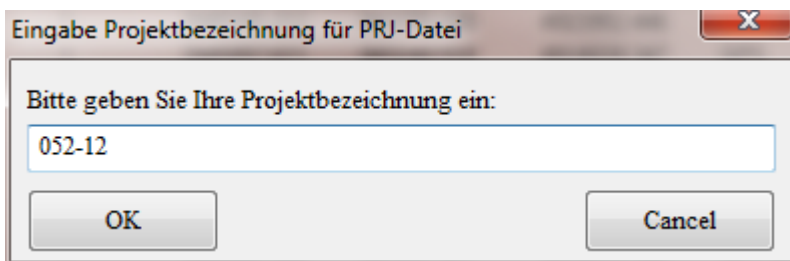 Eingabe Projektbezeichnung für PRJ-Datei
Bitte geben Sie Ihre Projektbezeichnung ein:
052-12
OK Cancel